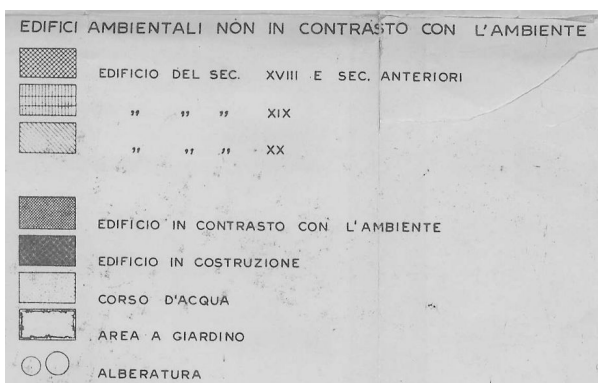 EDIFICI AMBIENTALI NON IN CONTRASTO CON L'AMBIENTE
EDIFICIO DEL SEC. XVIII E SEC. ANTERIORI
" " " XIX
" " " XX
EDIFICIO IN CONTRASTO CON L'AMBIENTE
EDIFICIO IN COSTRUZIONE
CORSO D'ACQUA
AREA A GIARDINO
ALBERATURA